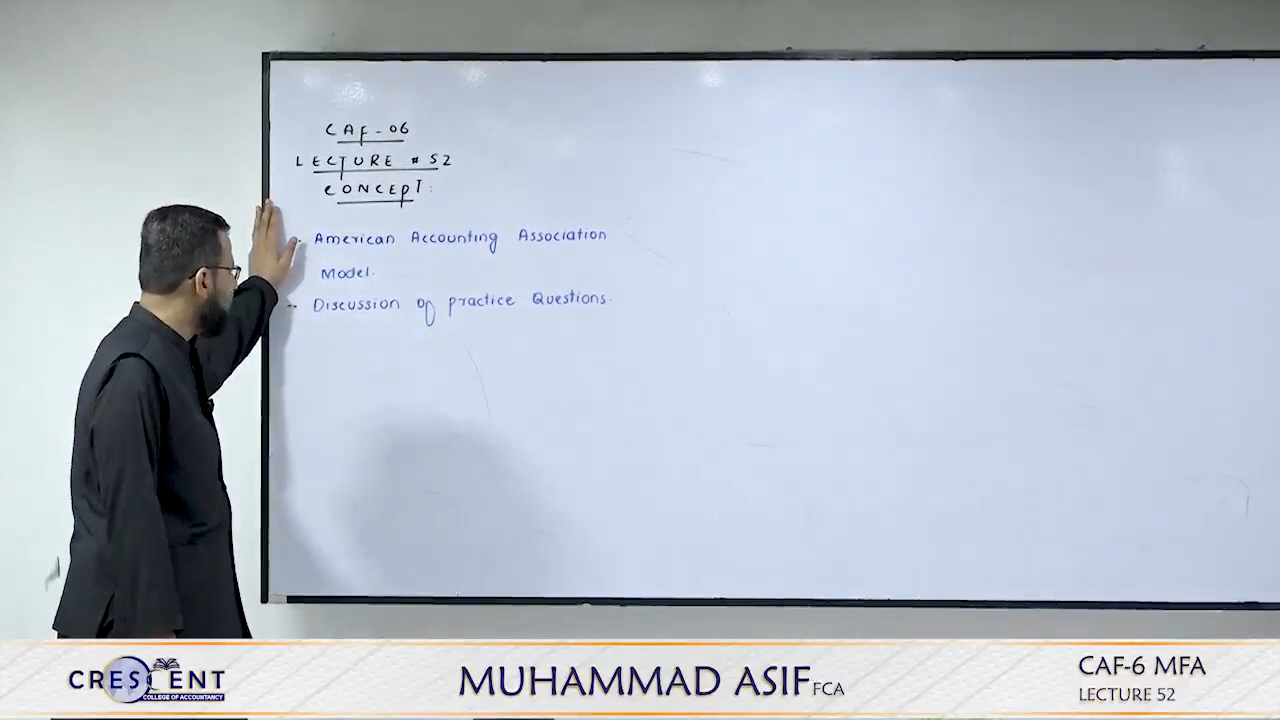 CAF-06
LECTURE # 52
CONCEPT:
- American Accounting Association
Model.
- Discussion of practice Questions.
CRESCENT
COLLEGE OF ACCOUNTANCY
MUHAMMAD ASIF FCA
CAF-6 MFA
LECTURE 52